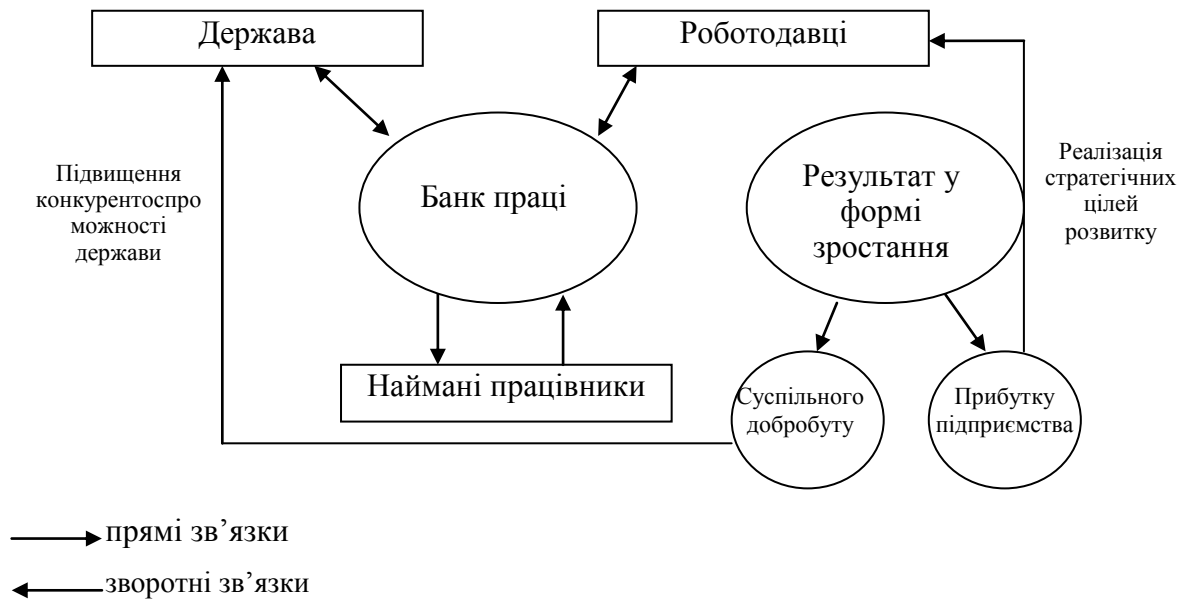 Держава
Роботодавці
Підвищення
конкурентоспро
можності
держави
Банк праці
Результат у
формі
зростання
Реалізація
стратегічних
цілей
розвитку
Наймані працівники
Суспільного
добробуту
Прибутку
підприємства
прямі зв’язки
зворотні зв’язки